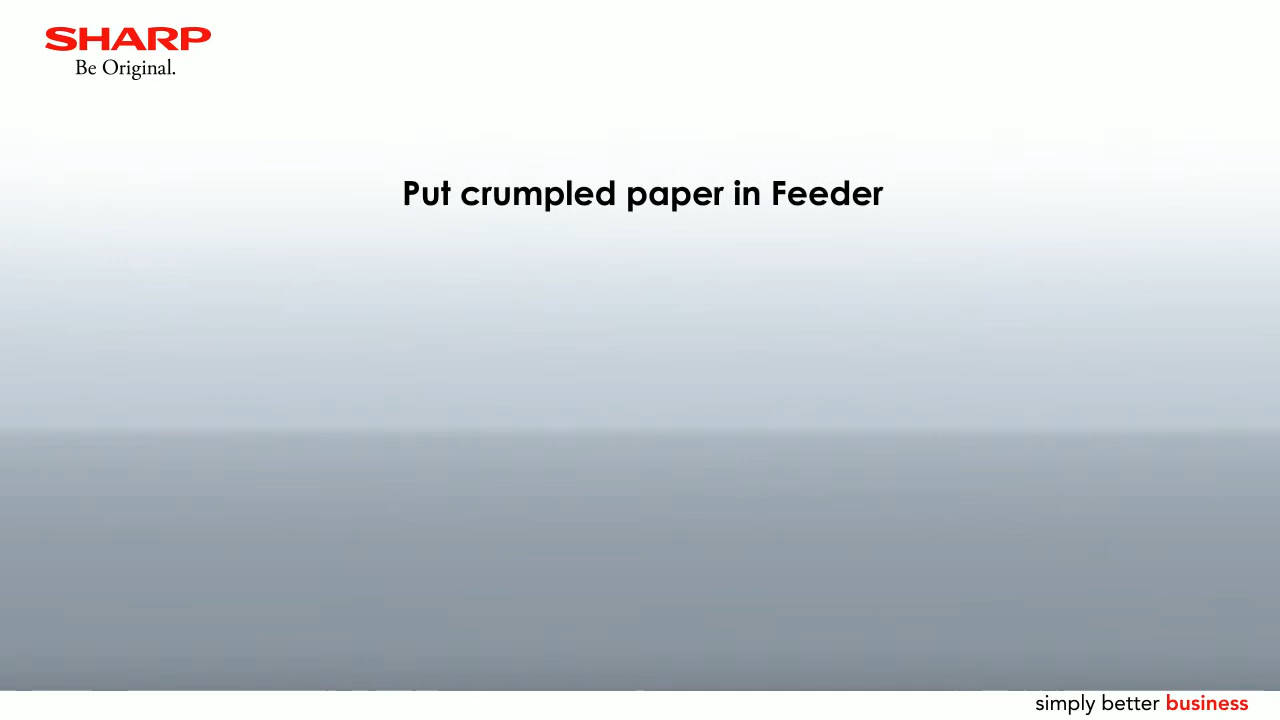 SHARP
Be Original.
Put crumpled paper in Feeder
simply better business